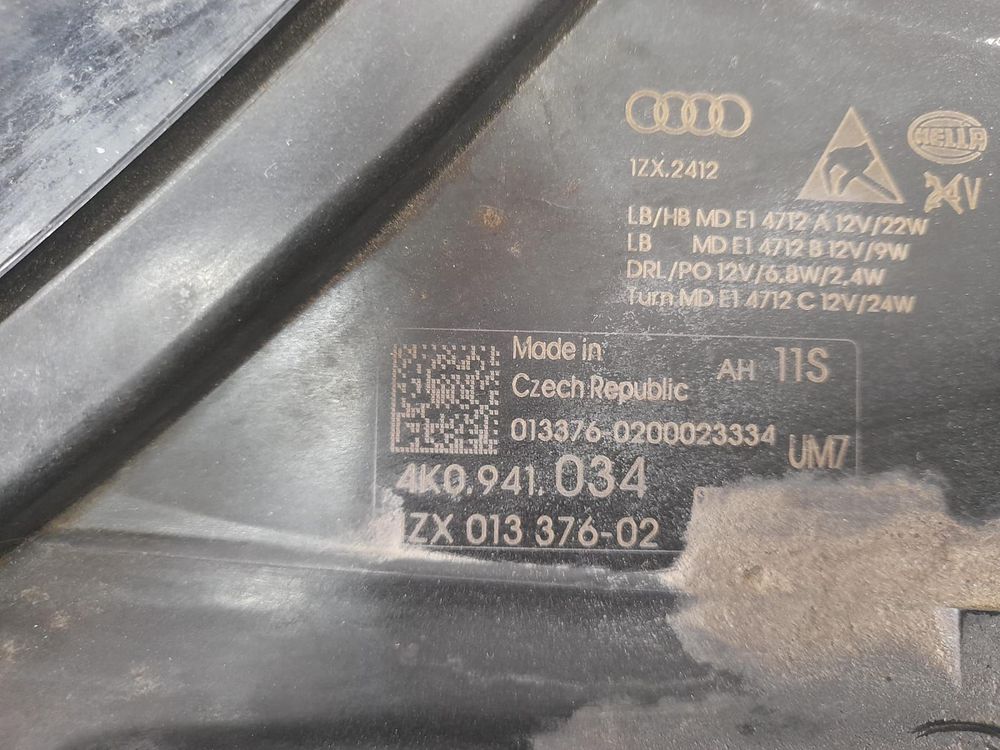 HELLA
1ZX.2412
24V
LB/HB MD E1 4712 A 12V/22W
LB MD E1 4712 B 12V/9W
DRL/PO 12V/6,8W/2,4W
Turn MD E1 4712 C 12V/24W
Made in
Czech Republic
AH 11S
013376-0200023334
UM7
4K0.941.034
1ZX 013 376-02